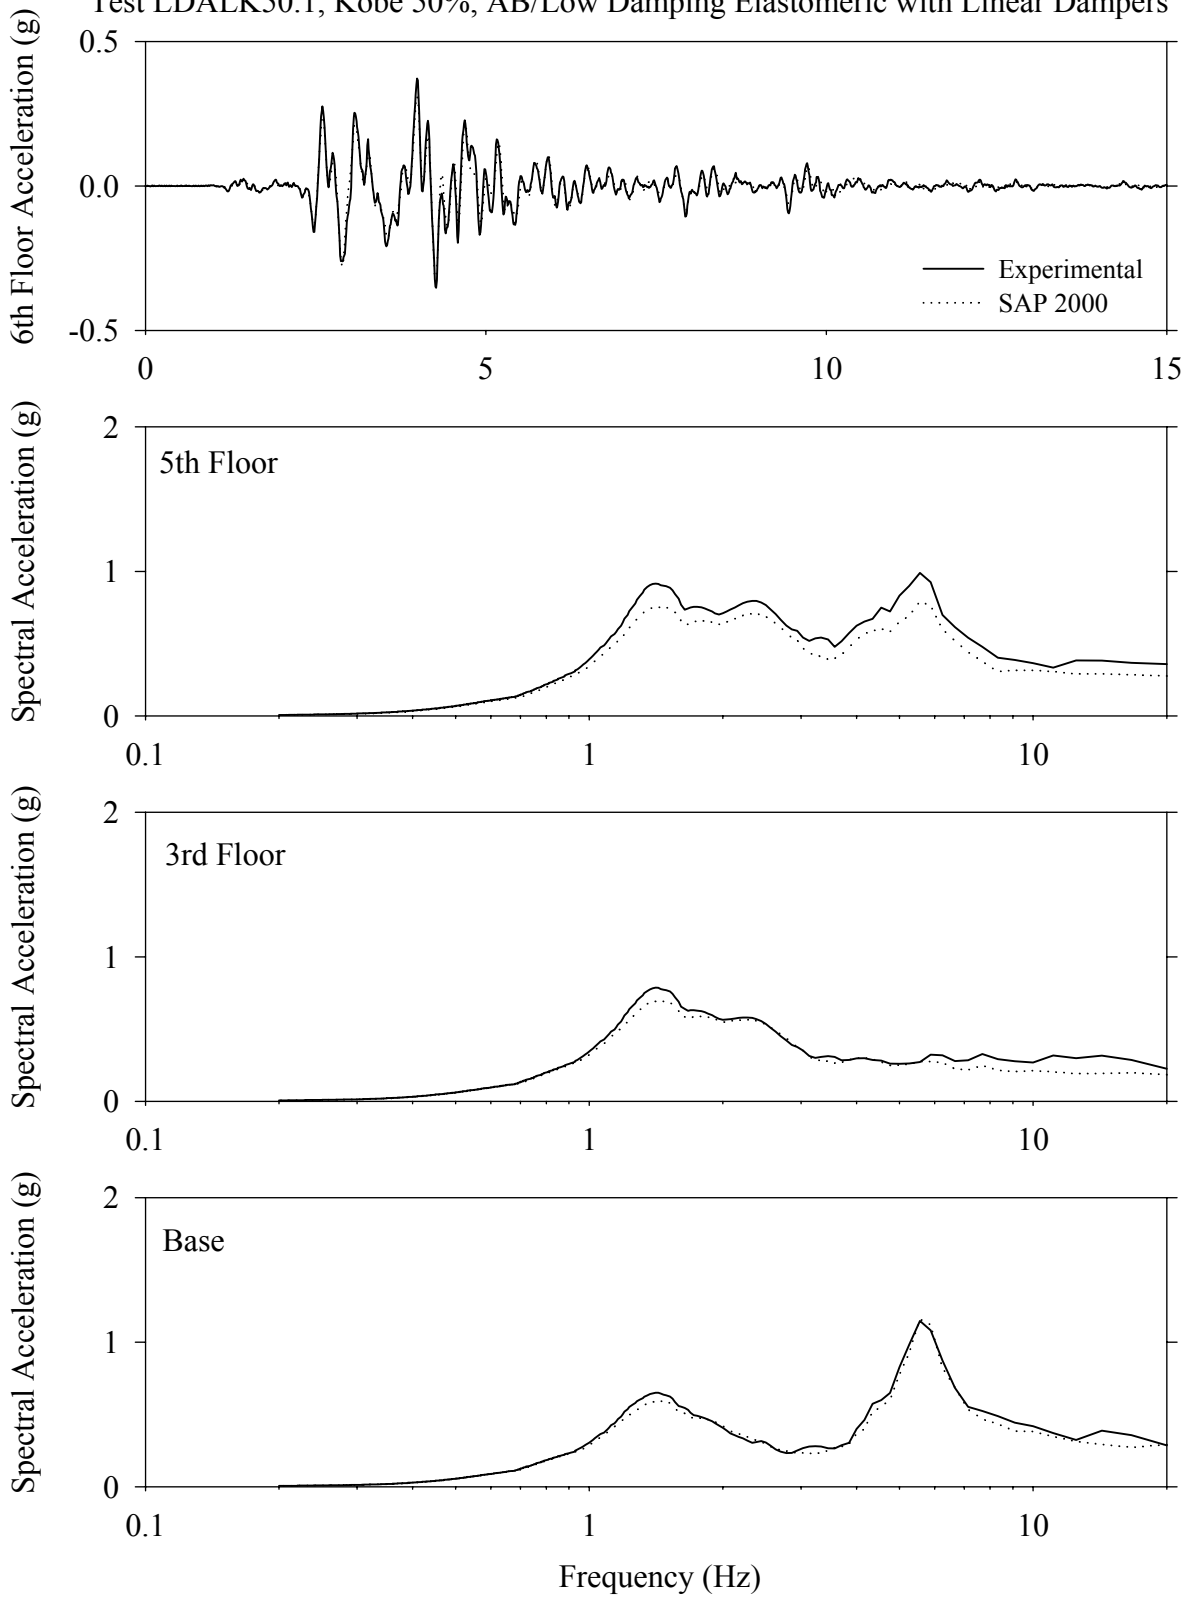 Test LDALK50.1, Kobe 50%, AB/Low Damping Elastomeric with Linear Dampers
6th Floor Acceleration (g)
0.5
0.0
-0.5
Experimental
SAP 2000
0 5 10 15
Spectral Acceleration (g)
2
5th Floor
1
0
0.1 1 10
Spectral Acceleration (g)
2
3rd Floor
1
0
0.1 1 10
Spectral Acceleration (g)
2
Base
1
0
0.1 1 10
Frequency (Hz)